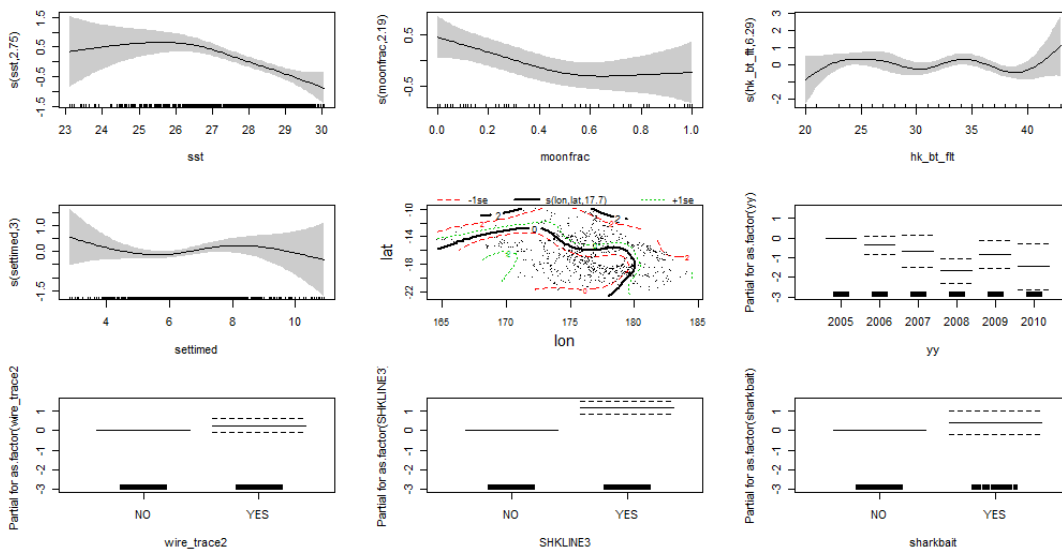 s(sst,2.75)
1.5
0.5
-0.5
-1.5
23 24 25 26 27 28 29 30
sst
s(moonfrac,2.19)
0.5
-0.5
0.0 0.2 0.4 0.6 0.8 1.0
moonfrac
s(hk_bt_flt,6.29)
2
0
-2
20 25 30 35 40
hk_bt_flt
s(settimed,3)
1.0
0.0
-1.5
4 6 8 10
settimed
-1se s(lon,lat,17.7) +1se
lat
-10
-14
-18
-22
165 170 175 180 185
lon
Partial for as.factor(yy)
1
0
-1
-2
-3
2005 2006 2007 2008 2009 2010
yy
Partial for as.factor(wire_trace2
1
0
-1
-2
-3
NO YES
wire_trace2
Partial for as.factor(SHKLINE3)
1
0
-1
-2
-3
NO YES
SHKLINE3
Partial for as.factor(sharkbait)
1
0
-1
-2
-3
NO YES
sharkbait